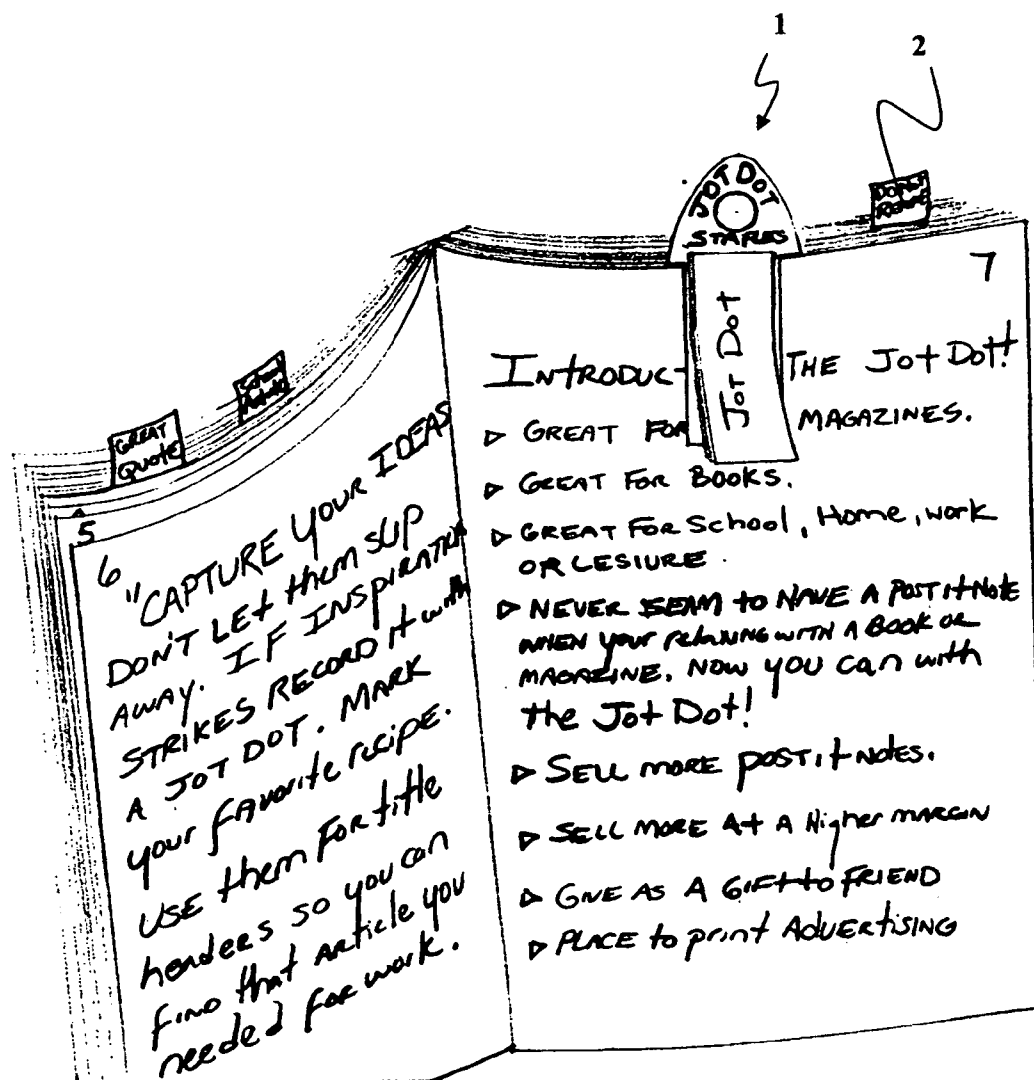 1
2
JOT DOT
STAPLES
GREAT
QUOTE
School
5
6
"CAPTURE YOUR IDEAS
DON'T LET them SLIP
AWAY. IF INSPIRATION
STRIKES RECORD it with
A JOT DOT. MARK
your FAVORITE recipe.
USE them FOR title
headers so you can
FIND that ARTICLE you
needed for work.
7
Jot Dot
INTRODUC THE Jot Dot!
GREAT FOR MAGAZINES.
GREAT FOR BOOKS.
GREAT FOR School, Home, work
OR LESIURE.
NEVER SEAM to HAVE A POST it NOTE
WHEN your relaxing WITH A BOOK OR
MAGAZINE. NOW you can with
the Jot Dot!
SELL MORE POST it NOTES.
SELL MORE At A Higher MARGIN
GIVE AS A GIFT to FRIEND
PLACE to print ADVERTISING